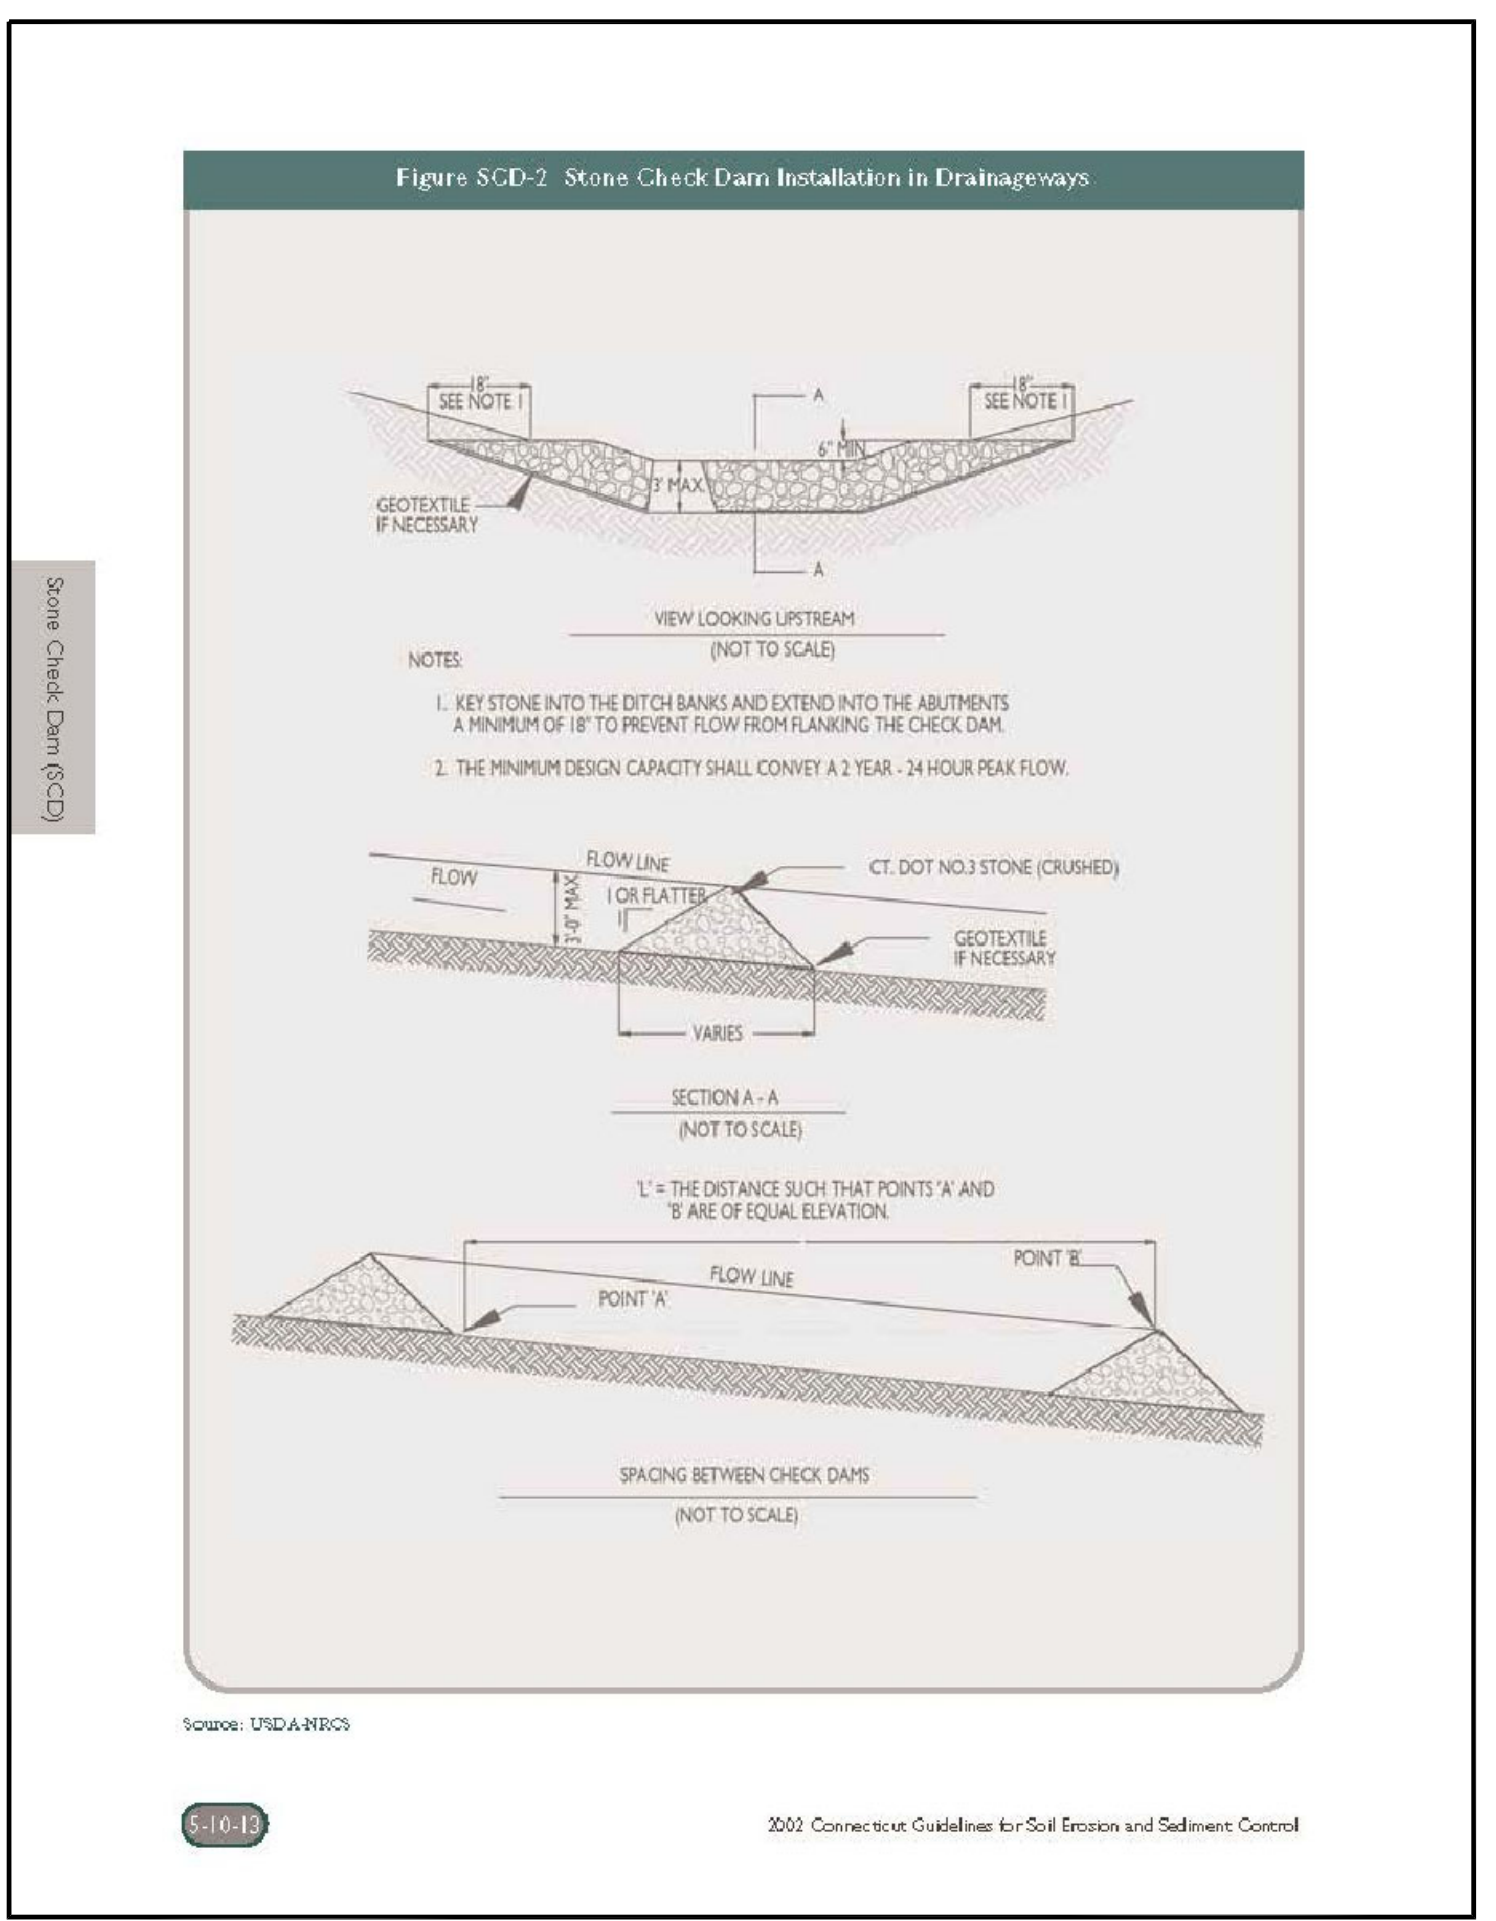 Figure SCD-2 Stone Check Dam Installation in Drainageways
18"
SEE NOTE 1
A
18"
SEE NOTE 1
6" MIN.
3' MAX.
GEOTEXTILE
IF NECESSARY
A
VIEW LOOKING UPSTREAM
(NOT TO SCALE)
NOTES:
1. KEY STONE INTO THE DITCH BANKS AND EXTEND INTO THE ABUTMENTS
A MINIMUM OF 18" TO PREVENT FLOW FROM FLANKING THE CHECK DAM.
2. THE MINIMUM DESIGN CAPACITY SHALL CONVEY A 2 YEAR - 24 HOUR PEAK FLOW.
FLOW LINE
CT. DOT NO.3 STONE (CRUSHED)
FLOW
3'-0" MAX.
1 OR FLATTER
1
GEOTEXTILE
IF NECESSARY
VARIES
SECTION A - A
(NOT TO SCALE)
'L' = THE DISTANCE SUCH THAT POINTS 'A' AND
'B' ARE OF EQUAL ELEVATION.
POINT 'B'
FLOW LINE
POINT 'A'
SPACING BETWEEN CHECK DAMS
(NOT TO SCALE)
Stone Check Dam (SCD)
Source: USDA-NRCS
5-10-13
2002 Connecticut Guidelines for Soil Erosion and Sediment Control